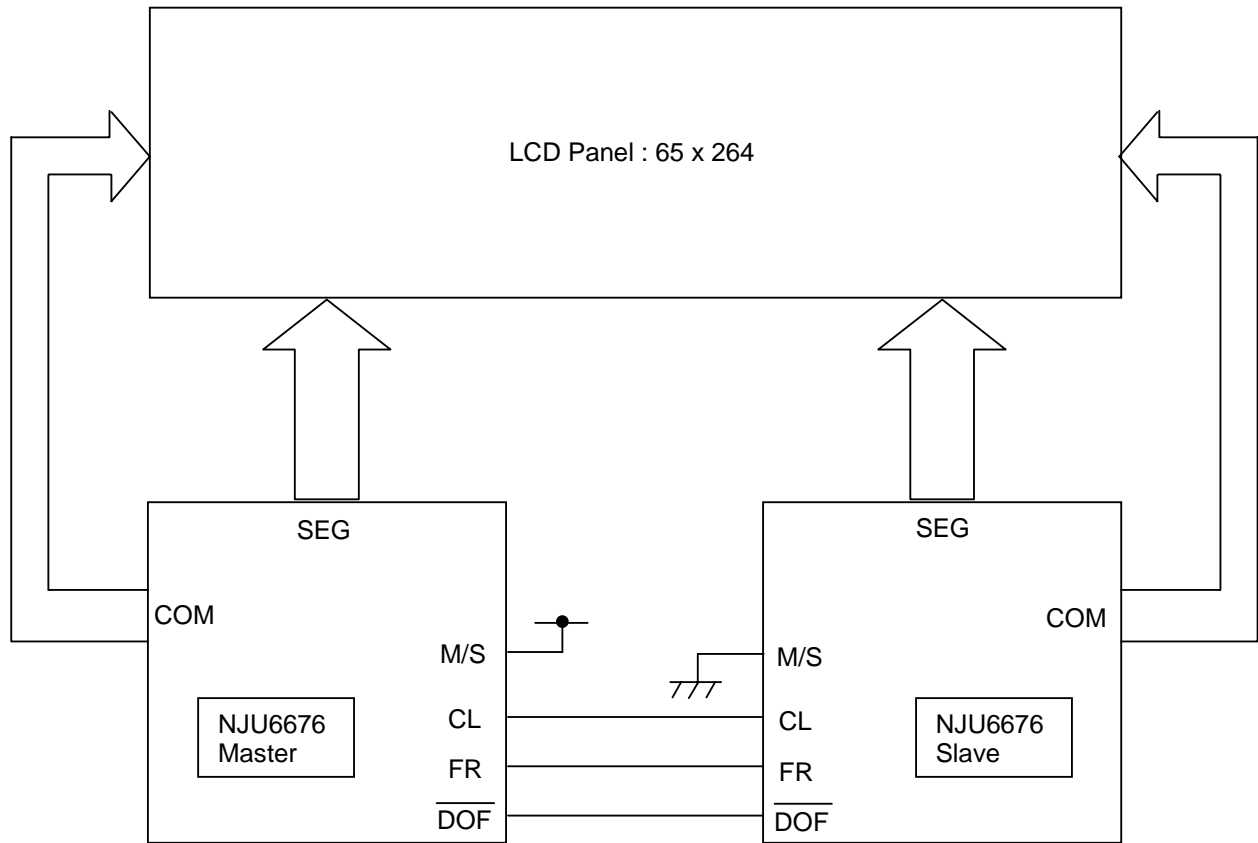 LCD Panel : 65 x 264
SEG
COM
M/S
NJU6676
Master
CL
FR
DOF
SEG
COM
M/S
CL
NJU6676
Slave
FR
DOF